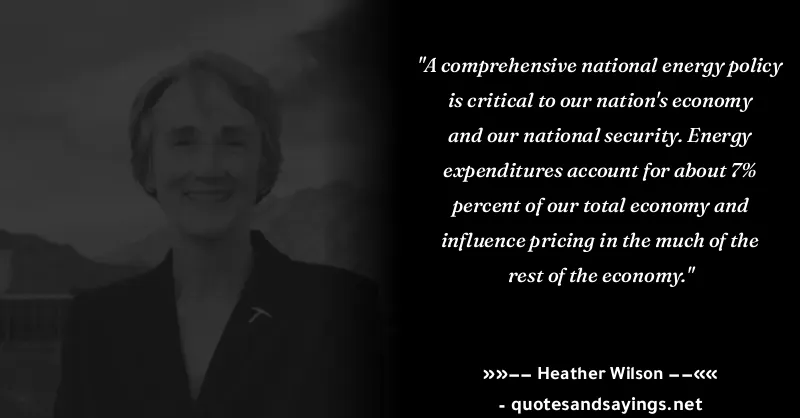 "A comprehensive national energy policy
is critical to our nation's economy
and our national security. Energy
expenditures account for about 7%
percent of our total economy and
influence pricing in the much of the
rest of the economy."
»»–– Heather Wilson ––««
- quotesandsayings.net